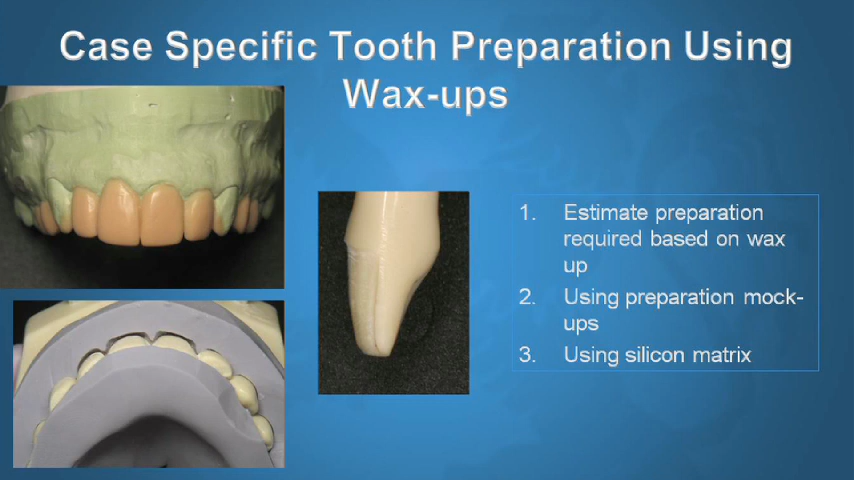 Case Specific Tooth Preparation Using
Wax-ups
1. Estimate preparation
required based on wax
up
2. Using preparation mock-
ups
3. Using silicon matrix